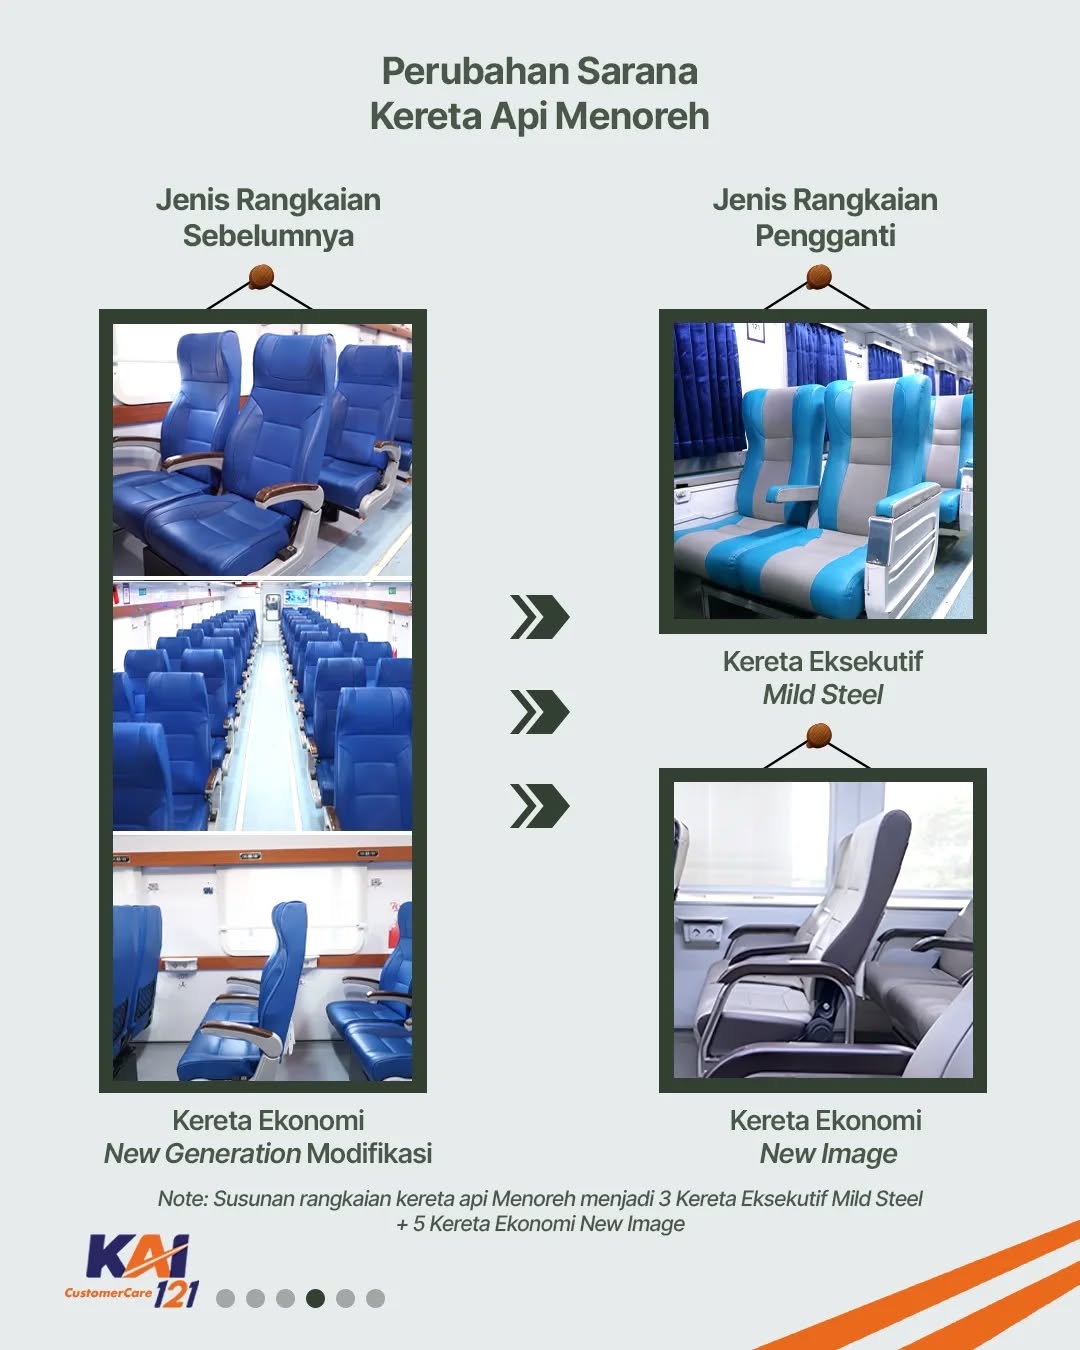 Perubahan Sarana
Kereta Api Menoreh
Jenis Rangkaian
Sebelumnya
Jenis Rangkaian
Pengganti
Kereta Eksekutif
Mild Steel
Kereta Ekonomi
New Generation Modifikasi
Kereta Ekonomi
New Image
Note: Susunan rangkaian kereta api Menoreh menjadi 3 Kereta Eksekutif Mild Steel
+ 5 Kereta Ekonomi New Image
KAI
CustomerCare 121